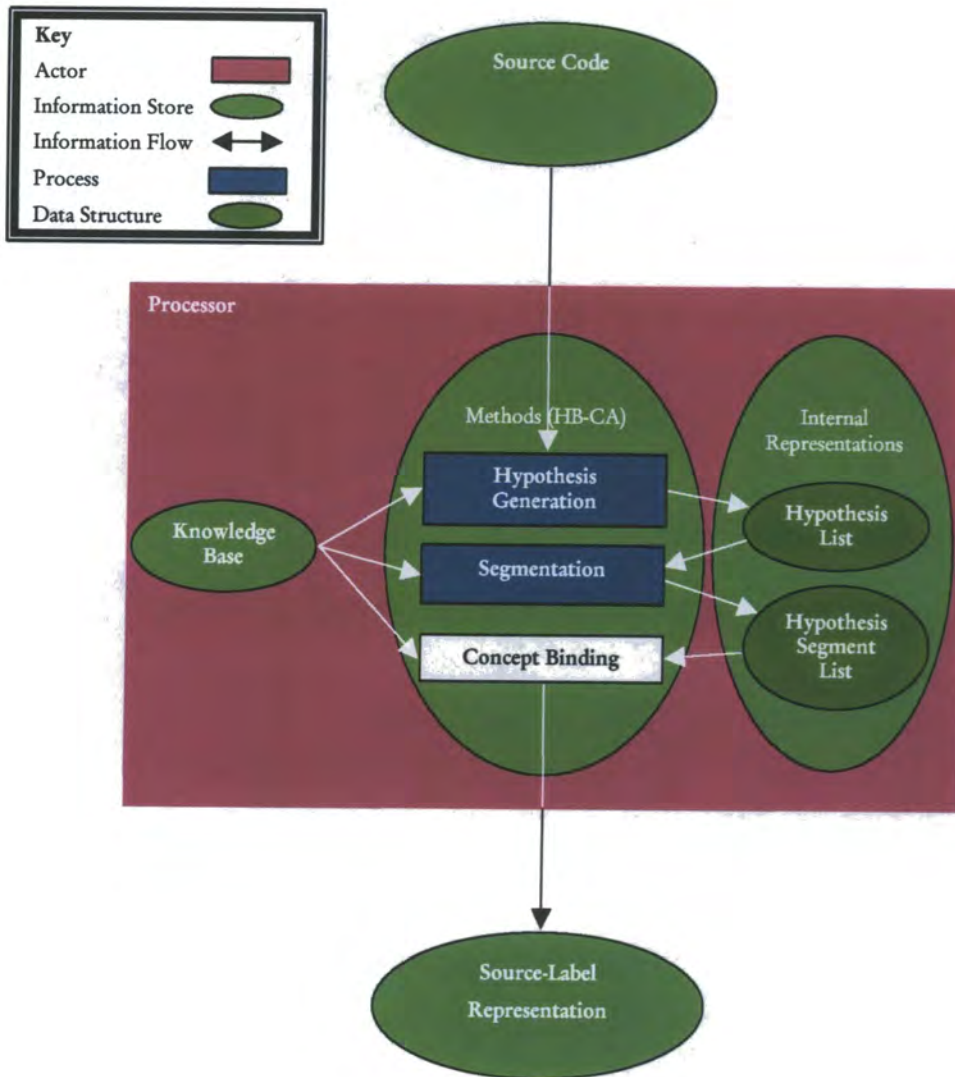 Key
Actor
Information Store
Information Flow
Process
Data Structure
Source Code
Processor
Methods (HB-CA)
Internal
Representations
Hypothesis
Generation
Hypothesis
List
Knowledge
Base
Segmentation
Hypothesis
Segment
List
Concept Binding
Source-Label
Representation